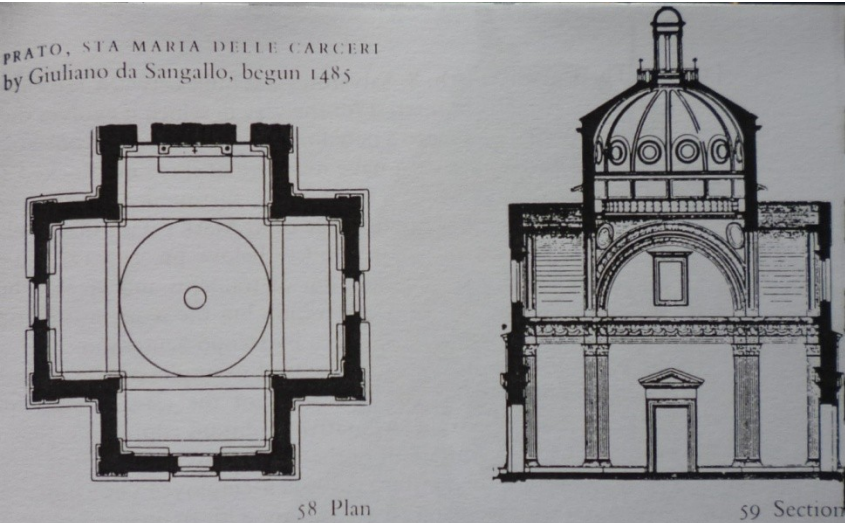 PRATO, STA MARIA DELLE CARCERI
by Giuliano da Sangallo, begun 1485
58 Plan
59 Section